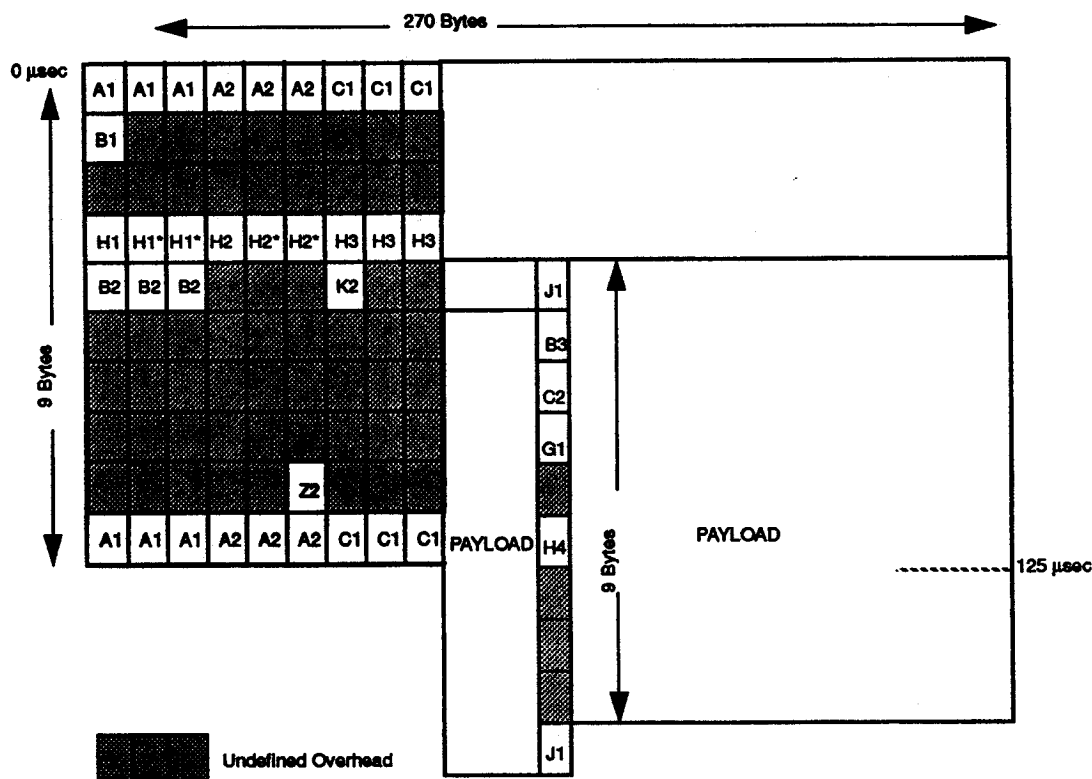 270 Bytes
0 µsec
A1 A1 A1 A2 A2 A2 C1 C1 C1
B1
H1 H1* H1* H2 H2* H2* H3 H3 H3
B2 B2 B2 K2
J1
B3
C2
G1
9 Bytes
Z2
A1 A1 A1 A2 A2 A2 C1 C1 C1
PAYLOAD
H4
9 Bytes
PAYLOAD
125 µsec
J1
Undefined Overhead